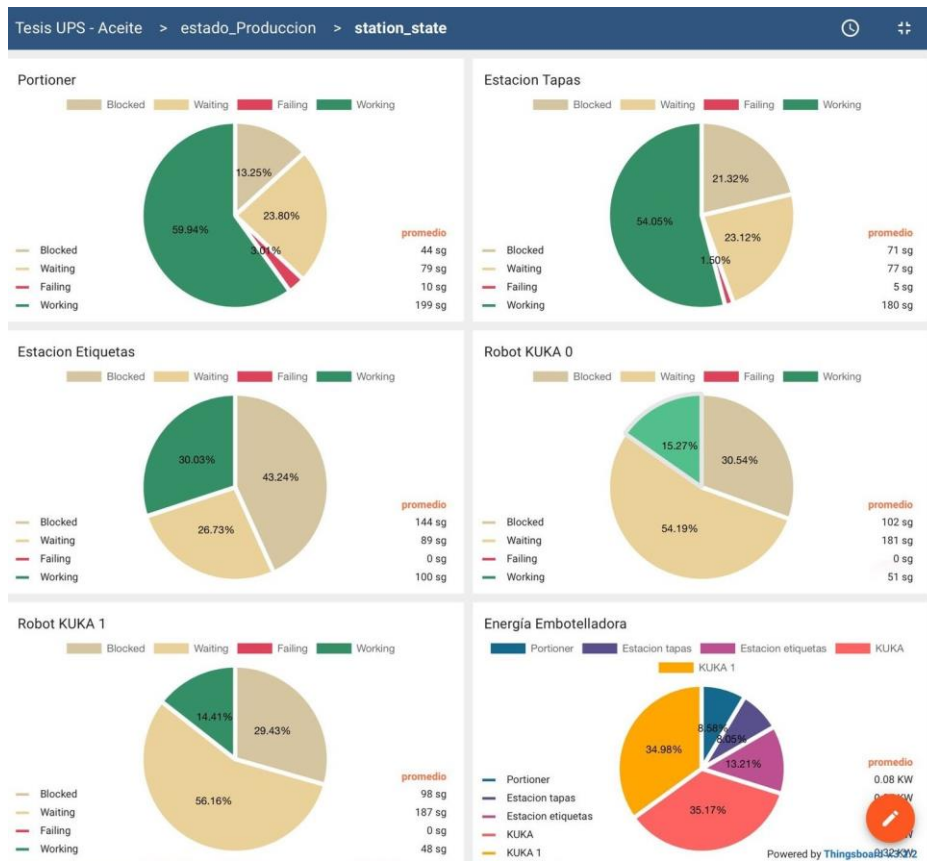 Tesis UPS - Aceite > estado_Produccion > station_state
Portioner
Blocked Waiting Failing Working
13.25%
23.80%
59.94%
3.01%
promedio
Blocked 44 sg
Waiting 79 sg
Failing 10 sg
Working 199 sg
Estacion Tapas
Blocked Waiting Failing Working
21.32%
54.05%
23.12%
1.50%
promedio
Blocked 71 sg
Waiting 77 sg
Failing 5 sg
Working 180 sg
Estacion Etiquetas
Blocked Waiting Failing Working
30.03%
43.24%
26.73%
promedio
Blocked 144 sg
Waiting 89 sg
Failing 0 sg
Working 100 sg
Robot KUKA 0
Blocked Waiting Failing Working
15.27%
30.54%
54.19%
promedio
Blocked 102 sg
Waiting 181 sg
Failing 0 sg
Working 51 sg
Robot KUKA 1
Blocked Waiting Failing Working
14.41%
29.43%
56.16%
promedio
Blocked 98 sg
Waiting 187 sg
Failing 0 sg
Working 48 sg
Energía Embotelladora
Portioner Estacion tapas Estacion etiquetas KUKA
KUKA 1
8.58%
8.05%
34.98%
13.21%
35.17%
promedio
Portioner 0.08 KW
Estacion tapas
Estacion etiquetas
KUKA
KUKA 1
Powered by Thingsboard